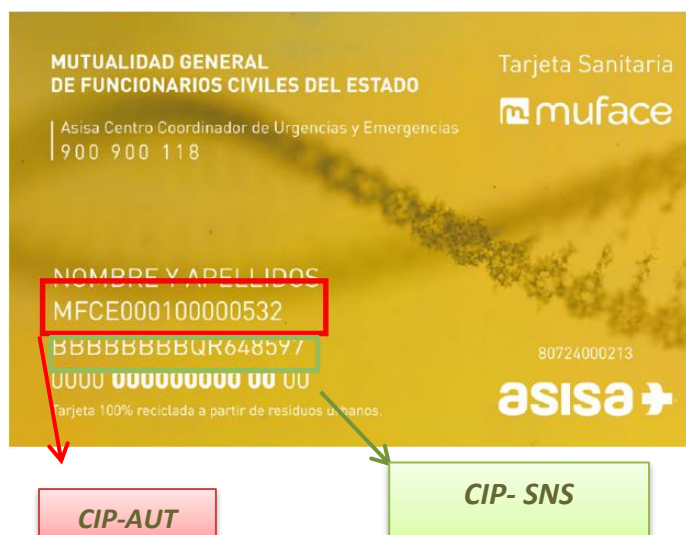 MUTUALIDAD GENERAL
DE FUNCIONARIOS CIVILES DEL ESTADO
Tarjeta Sanitaria
muface
Asisa Centro Coordinador de Urgencias y Emergencias
900 900 118
NOMBRE Y APELLIDOS
MFCE000100000532
BBBBBBBBQR648597
0000 000000000 00 00
Tarjeta 100% reciclada a partir de residuos urbanos.
80724000213
asisa
CIP-AUT
CIP- SNS